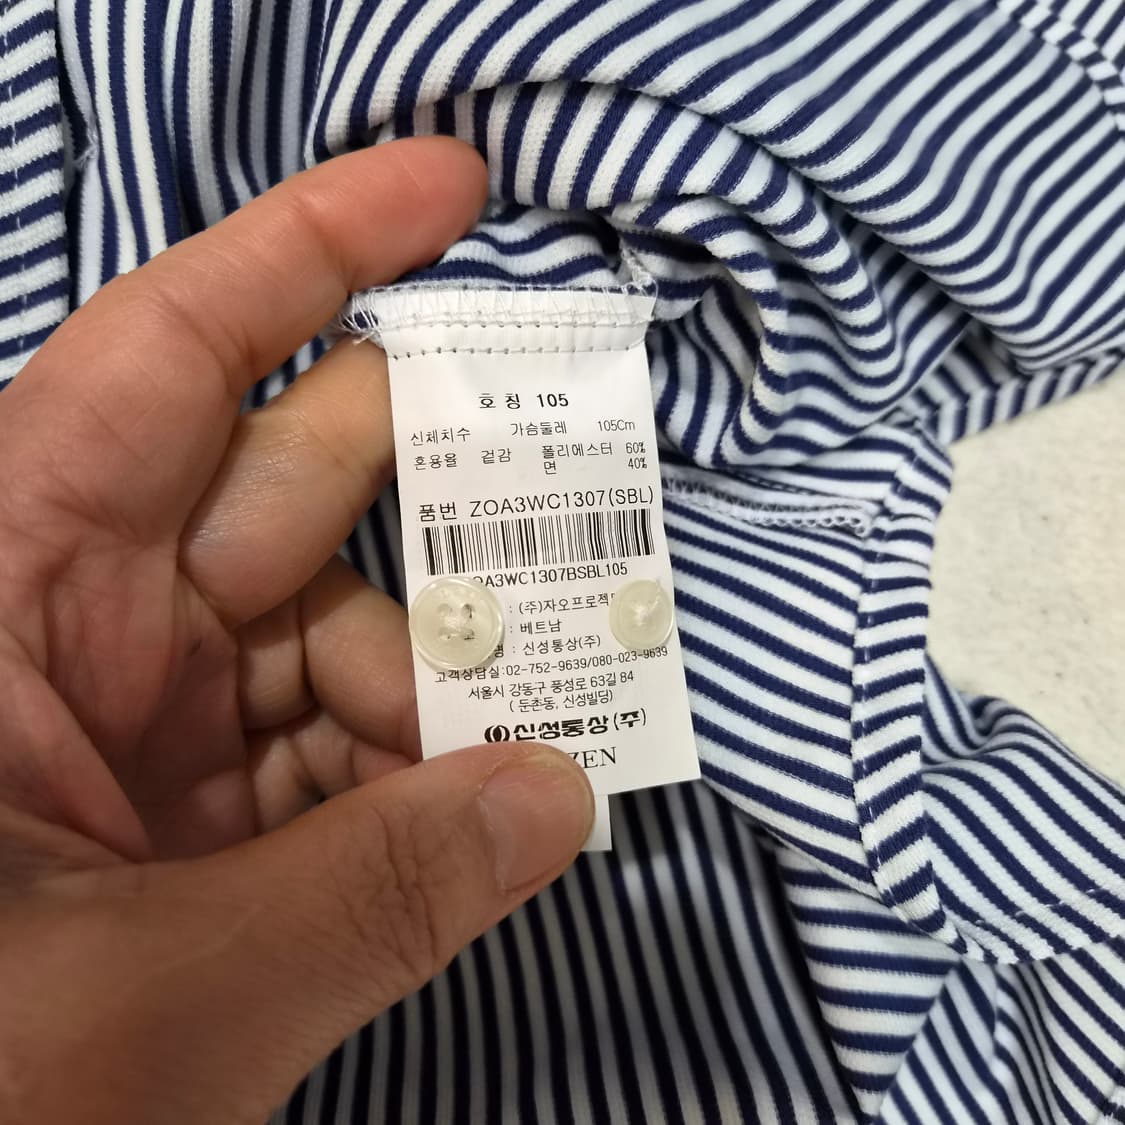 호칭 105
신체치수 가슴둘레 105Cm
혼용율 겉감 폴리에스터 60%
면 40%
품번 ZOA3WC1307(SBL)
OA3WC1307BSBL105
: (주)자오프로젝
: 베트남
명 : 신성통상(주)
고객상담실:02-752-9639/080-023-9639
서울시 강동구 풍성로 63길 84
(둔촌동, 신성빌딩)
신성통상(주)
ZEN